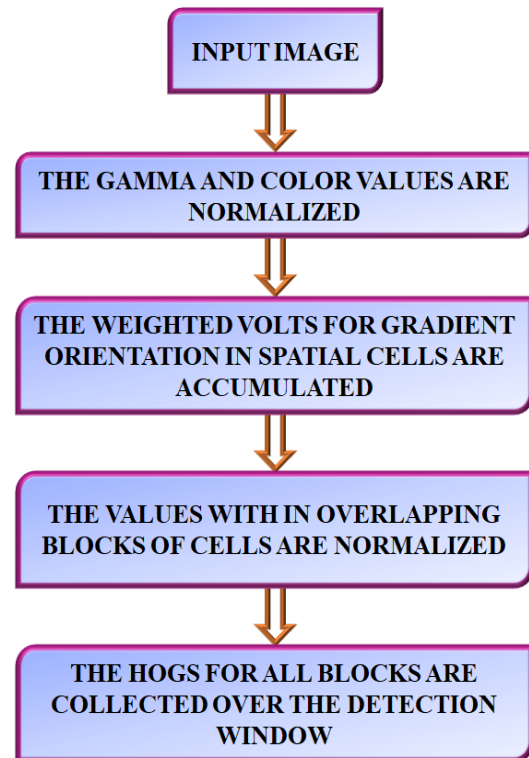 INPUT IMAGE
THE GAMMA AND COLOR VALUES ARE
NORMALIZED
THE WEIGHTED VOLTS FOR GRADIENT
ORIENTATION IN SPATIAL CELLS ARE
ACCUMULATED
THE VALUES WITH IN OVERLAPPING
BLOCKS OF CELLS ARE NORMALIZED
THE HOGS FOR ALL BLOCKS ARE
COLLECTED OVER THE DETECTION
WINDOW